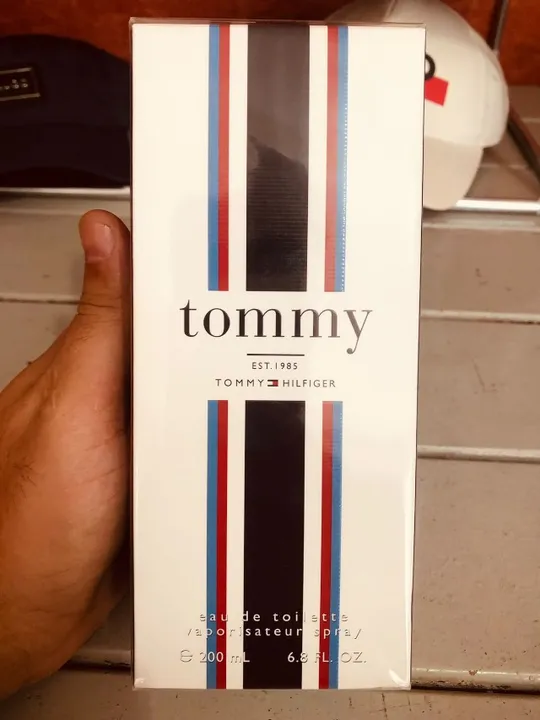 tommy
EST.1985
TOMMY HILFIGER
eau de toilette
vaporisateur spray
℮ 200 mL 6.8 FL. OZ.